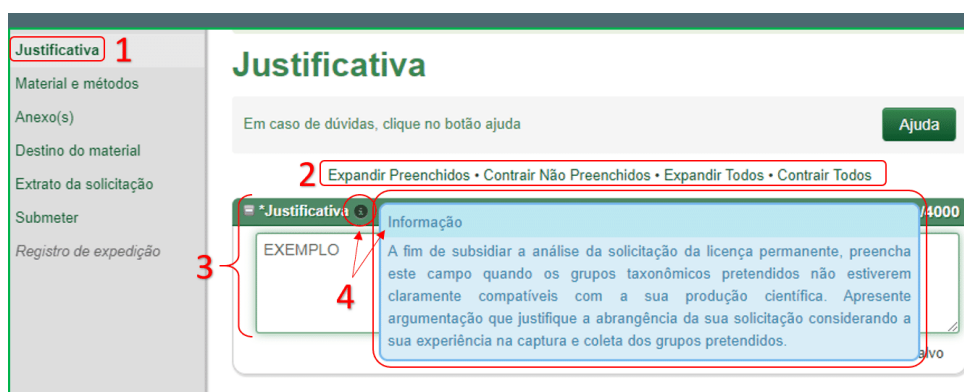 Justificativa 1
Material e métodos
Anexo(s)
Destino do material
Extrato da solicitação
Submeter
Registro de expedição
Justificativa
Em caso de dúvidas, clique no botão ajuda
Ajuda
2 Expandir Preenchidos • Contrair Não Preenchidos • Expandir Todos • Contrair Todos
*Justificativa
/4000
3
EXEMPLO
4
Informação
A fim de subsidiar a análise da solicitação da licença permanente, preencha
este campo quando os grupos taxonômicos pretendidos não estiverem
claramente compatíveis com a sua produção científica. Apresente
argumentação que justifique a abrangência da sua solicitação considerando a
sua experiência na captura e coleta dos grupos pretendidos.